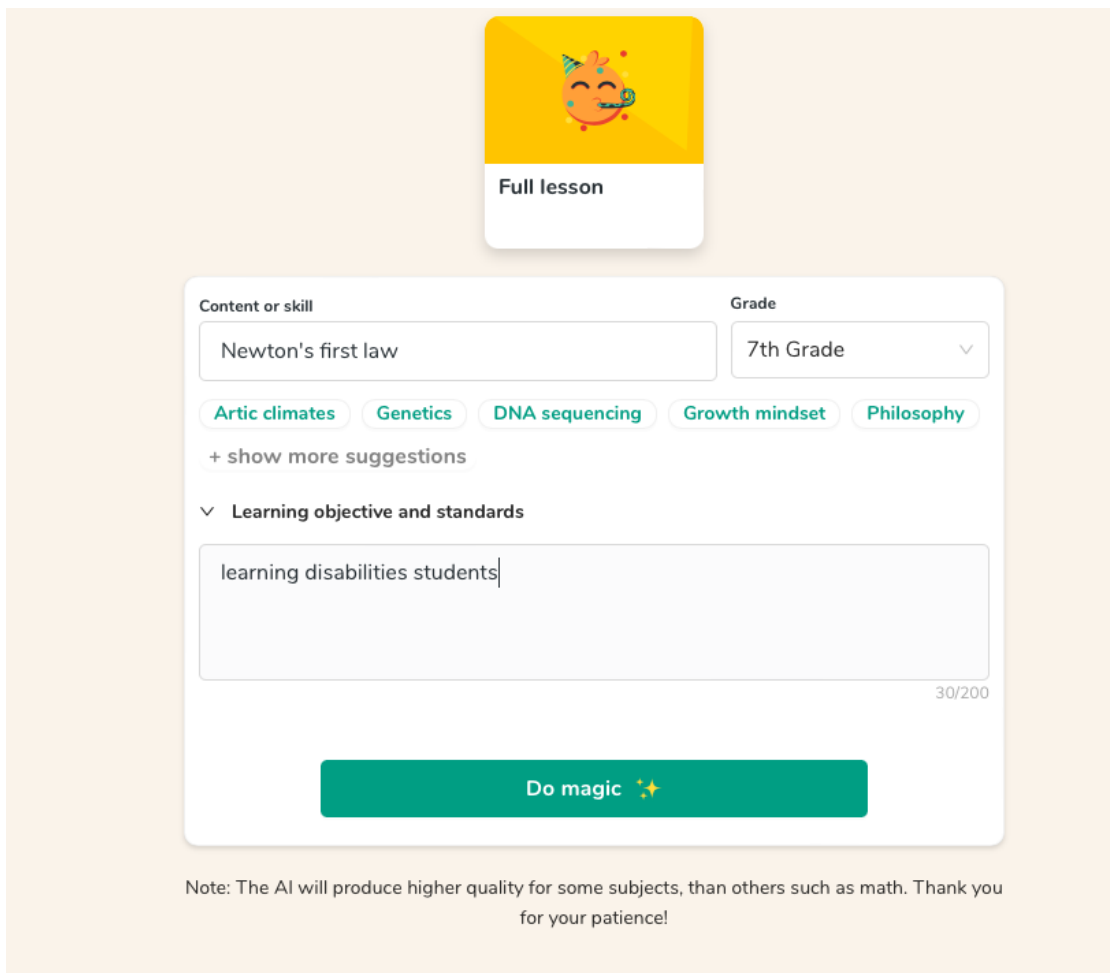 Full lesson
Content or skill
Grade
Newton's first law
7th Grade
Artic climates
Genetics
DNA sequencing
Growth mindset
Philosophy
+ show more suggestions
Learning objective and standards
learning disabilities students
30/200
Do magic ✨
Note: The AI will produce higher quality for some subjects, than others such as math. Thank you
for your patience!